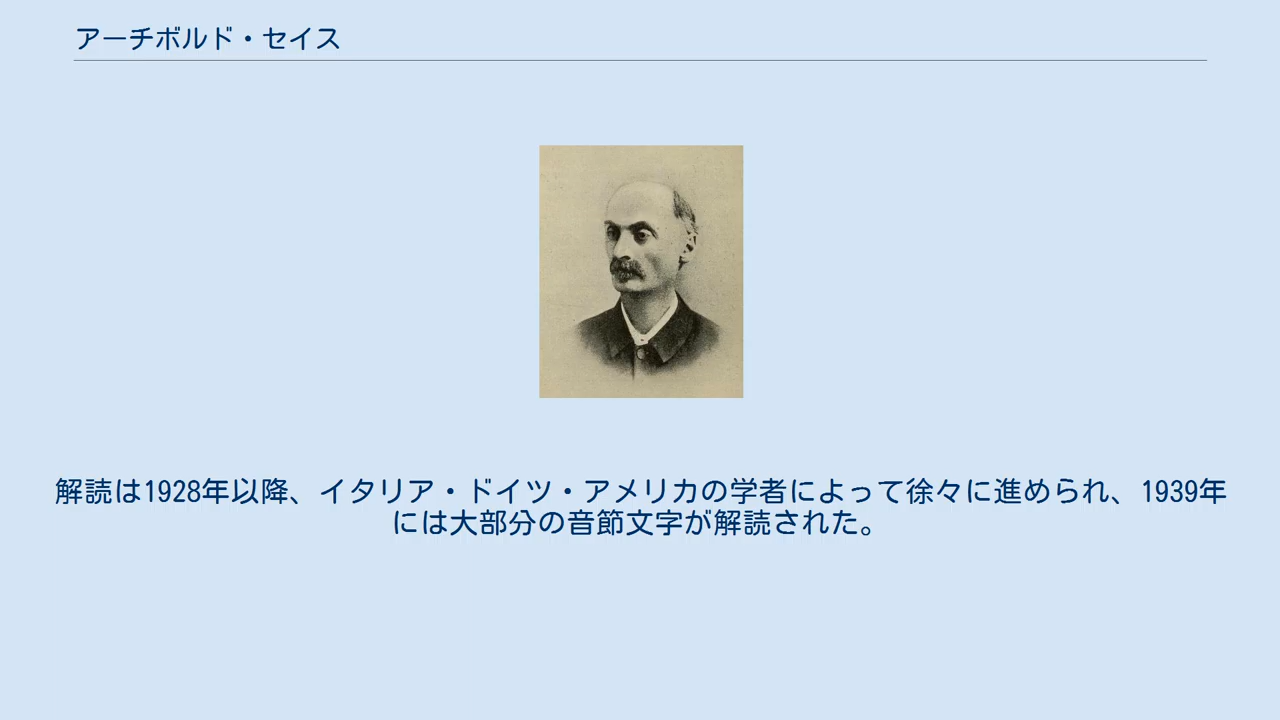 アーチボルド・セイス
解読は1928年以降、イタリア・ドイツ・アメリカの学者によって徐々に進められ、1939年
には大部分の音節文字が解読された。